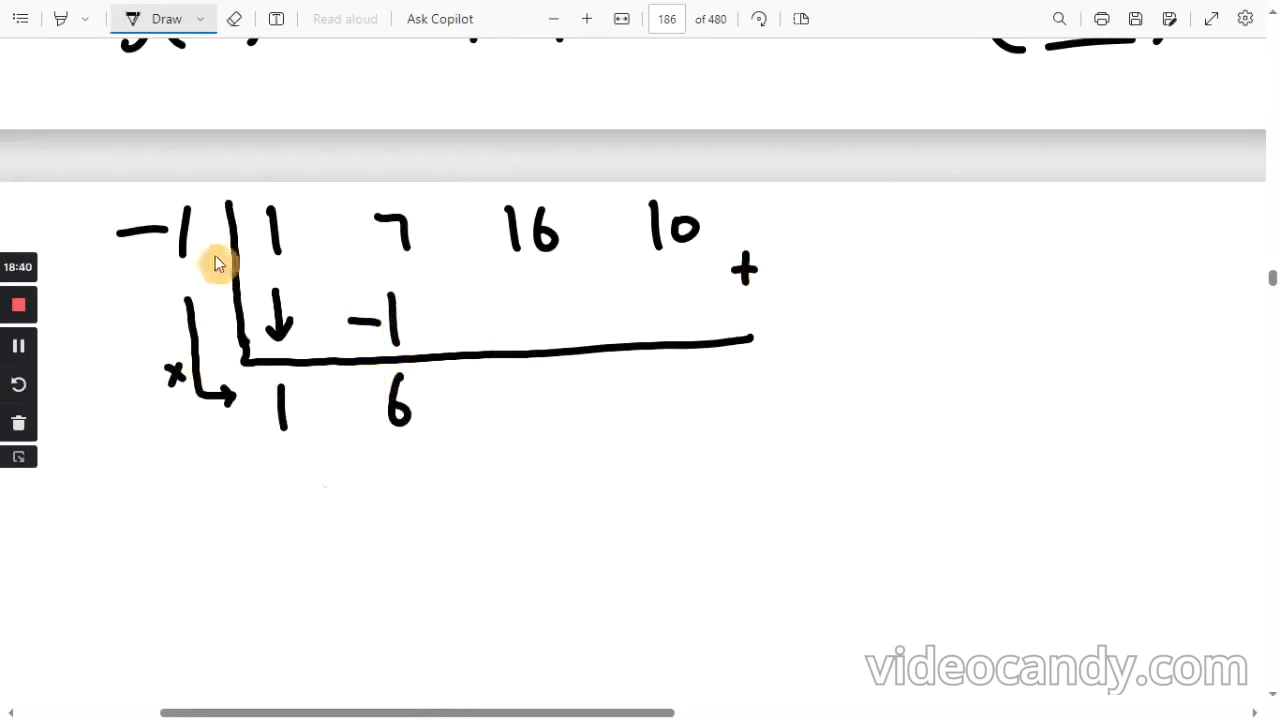 Draw Read aloud Ask Copilot − + 186 of 480
−1 1 7 16 10
+
18:40
−1
×
1 6
videocandy.com